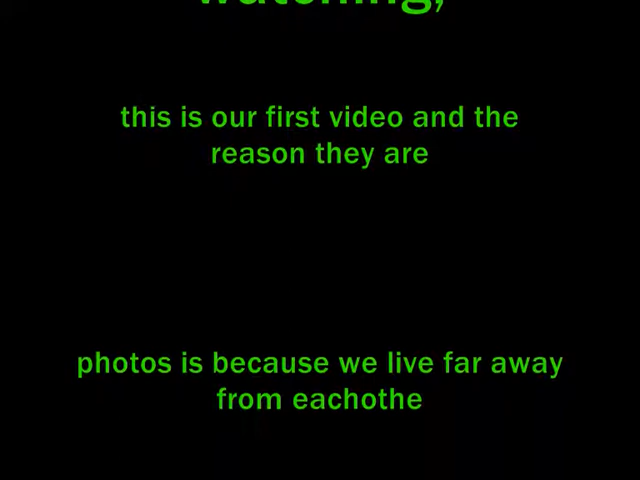 watching,
this is our first video and the
reason they are
photos is because we live far away
from eachothe